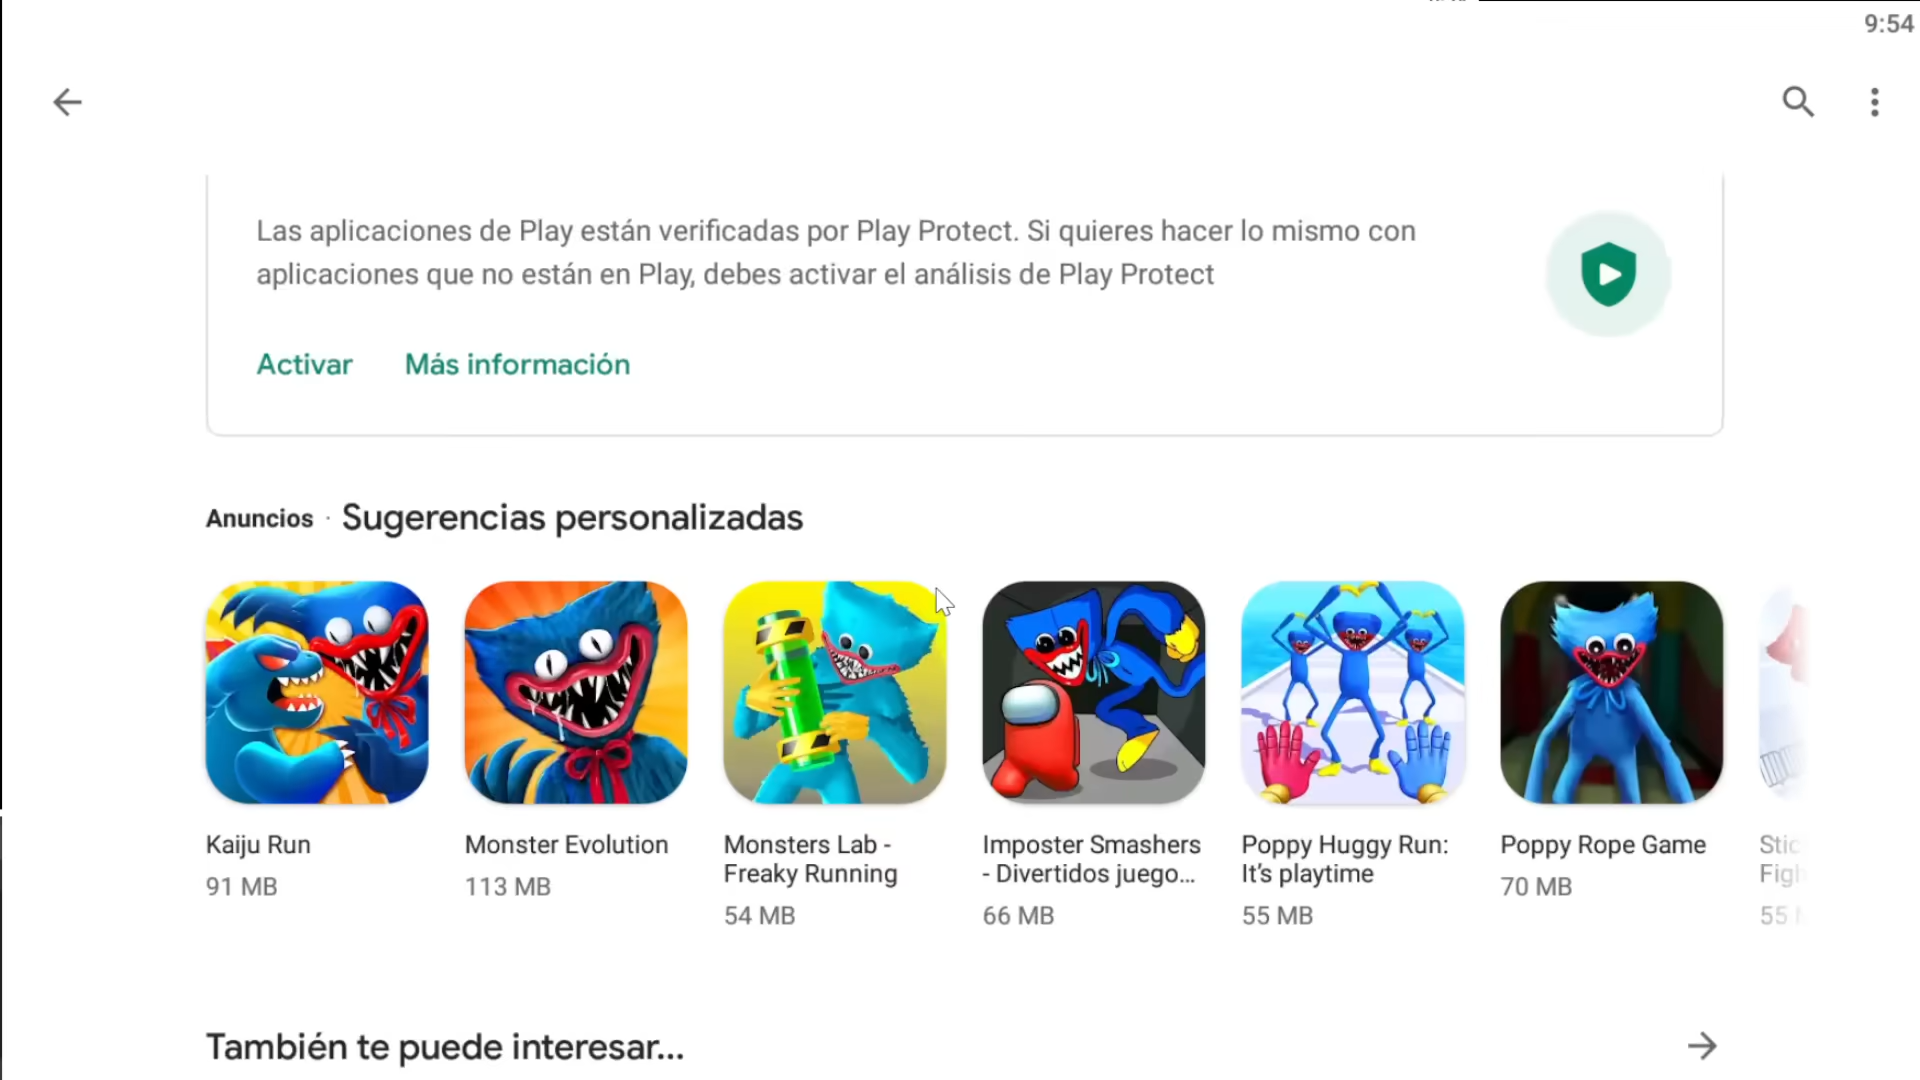 9:54
Las aplicaciones de Play están verificadas por Play Protect. Si quieres hacer lo mismo con
aplicaciones que no están en Play, debes activar el análisis de Play Protect
Activar Más información
Anuncios · Sugerencias personalizadas
Kaiju Run
91 MB
Monster Evolution
113 MB
Monsters Lab -
Freaky Running
54 MB
Imposter Smashers
- Divertidos juego...
66 MB
Poppy Huggy Run:
It's playtime
55 MB
Poppy Rope Game
70 MB
55
También te puede interesar...